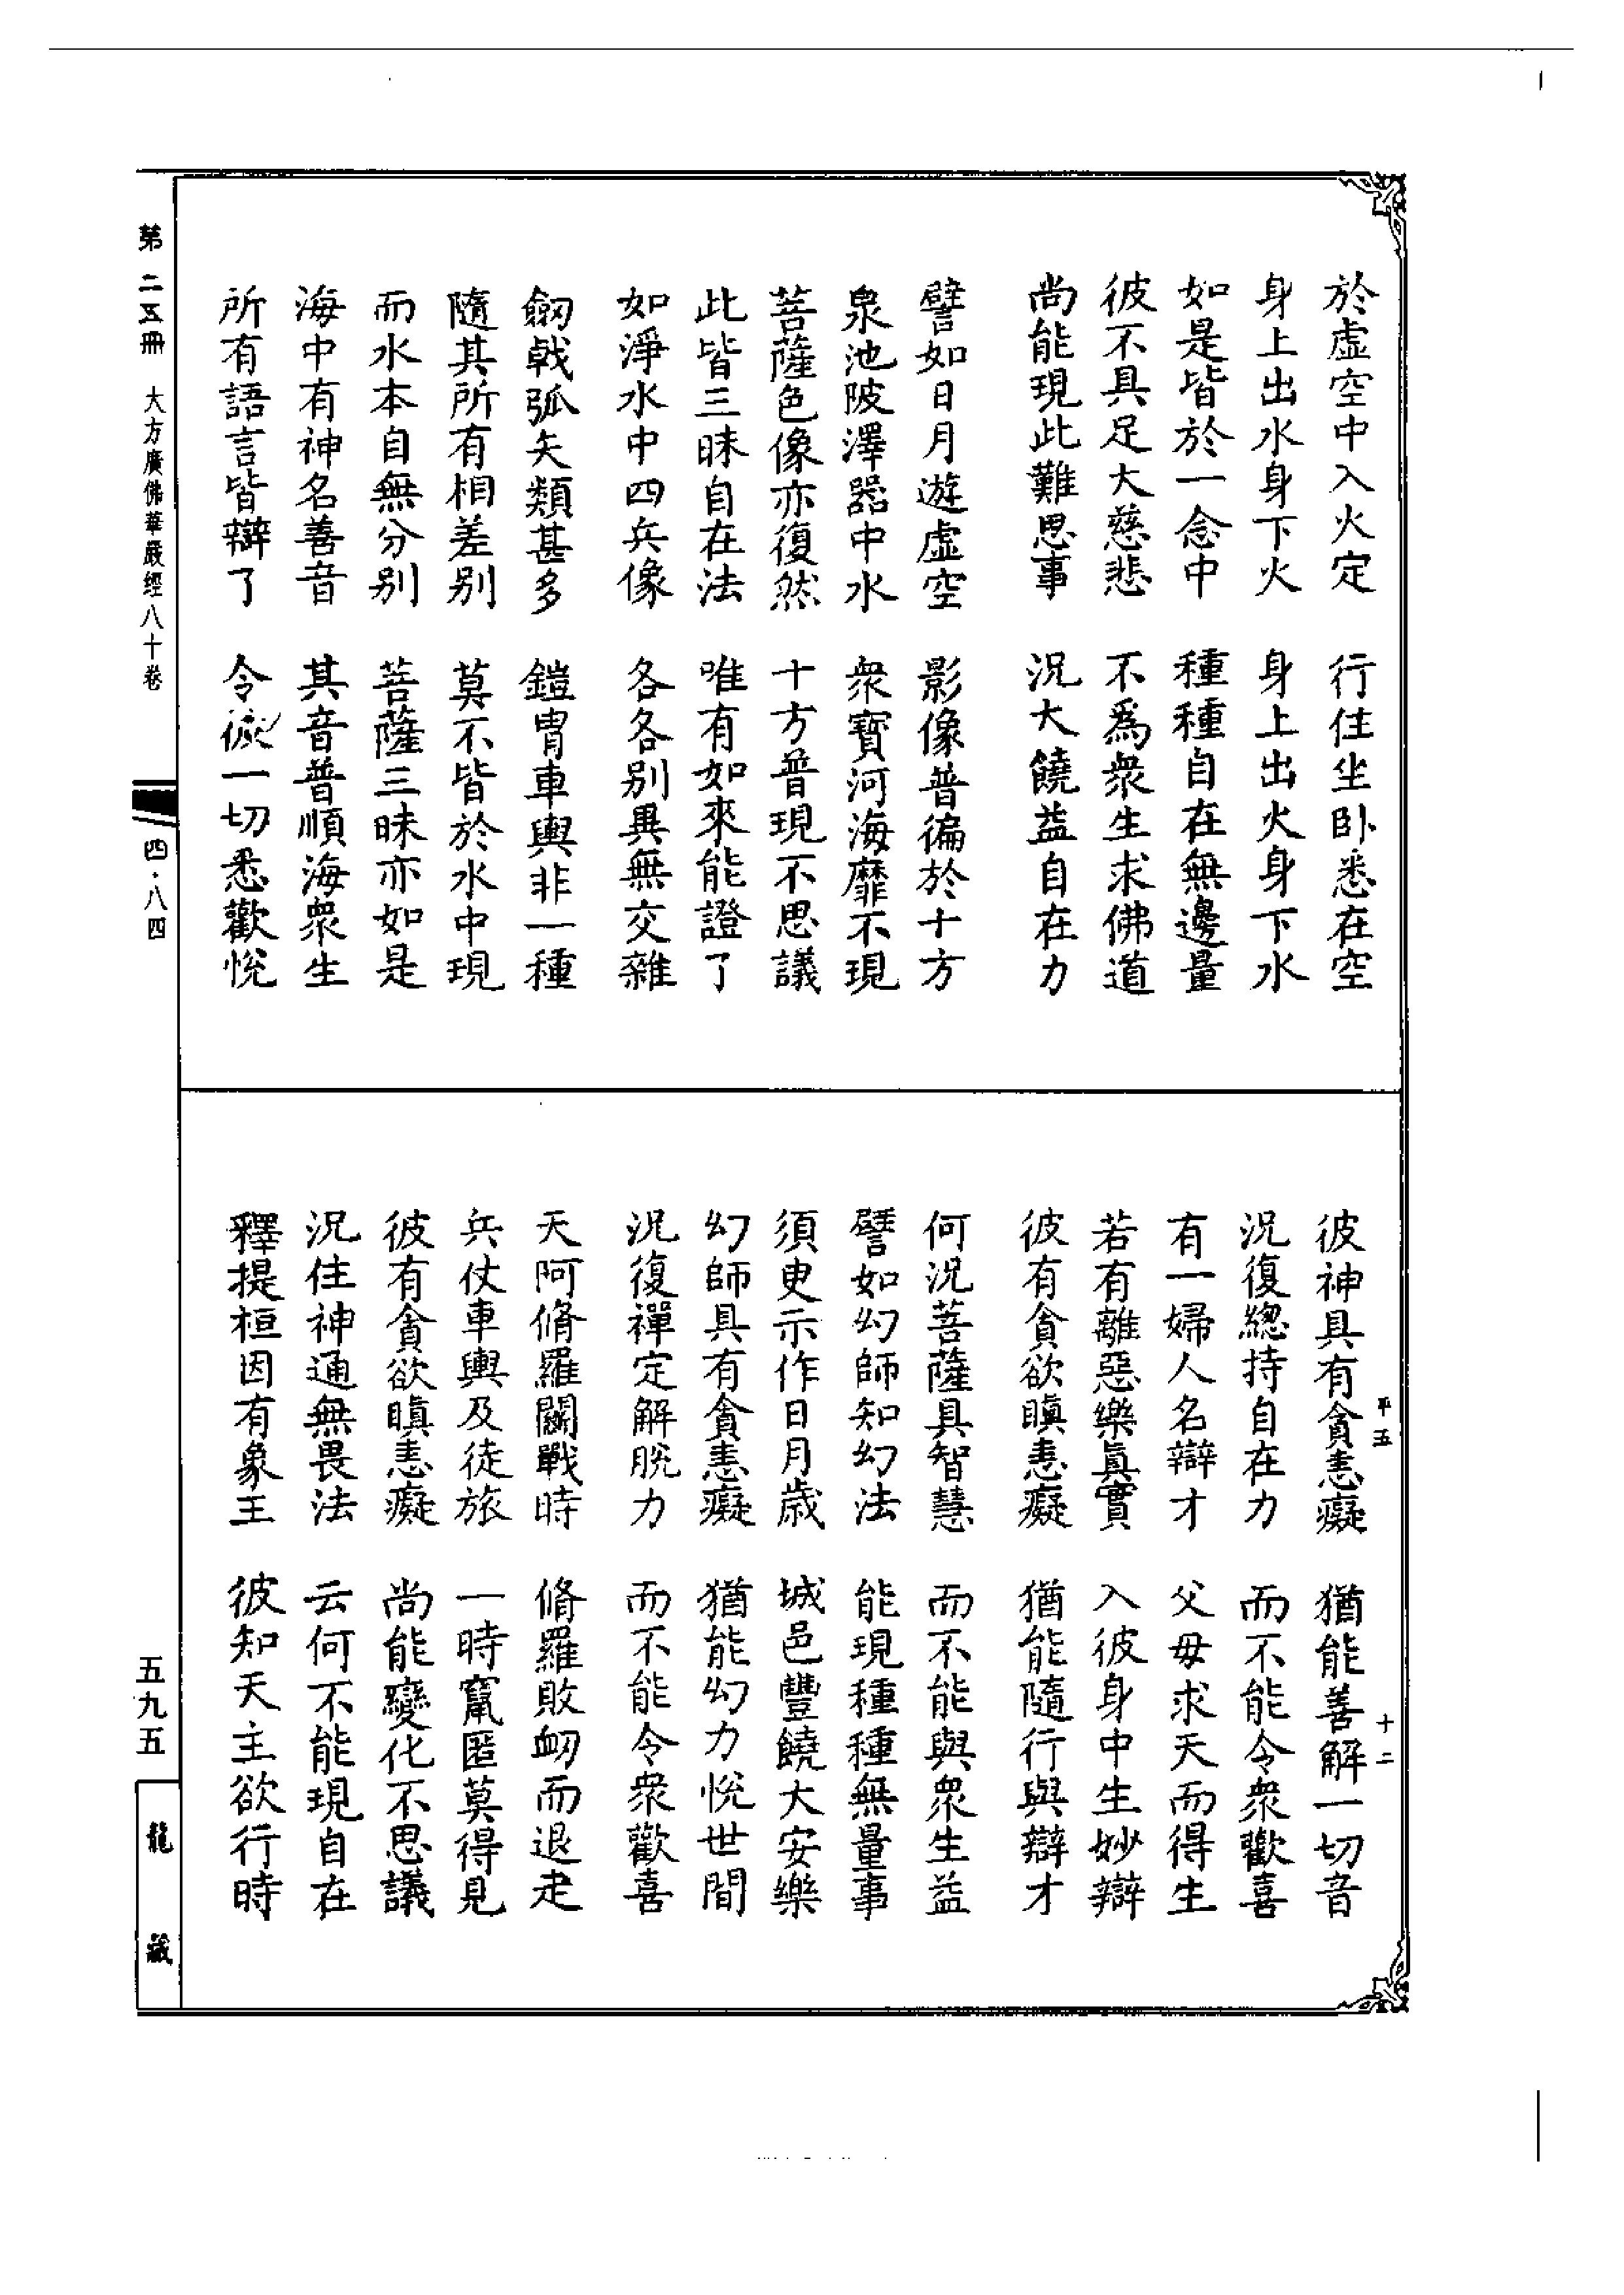 於虛空中入火定　行住坐卧悉在空
身上出水身下火　身上出火身下水
如是皆於一念中　種種自在無邊量
彼不具足大慈悲　不爲衆生求佛道
尚能現此難思事　況大饒益自在力
譬如日月遊虛空　影像普徧於十方
泉池陂澤器中水　衆寶河海靡不現
菩薩色像亦復然　十方普現不思議
此皆三昧自在法　唯有如來能證了
如淨水中四兵像　各各别異無交雜
劒戟弧矢類甚多　鎧冑車輿非一種
隨其所有相差别　莫不皆於水中現
而水本自無分别　菩薩三昧亦如是
海中有神名善音　其音普順海衆生
所有語言皆辯了　令彼一切悉歡悅
彼神具有貪恚癡　猶能善解一切音
況復總持自在力　而不能令衆歡喜
有一婦人名辯才　父母求天而得生
若有離惡樂眞實　入彼身中生妙辯
彼有貪欲瞋恚癡　猶能隨行與辯才
何況菩薩具智慧　而不能與衆生益
譬如幻師知幻法　能現種種無量事
須臾示作日月歲　城邑豐饒大安樂
幻師具有貪恚癡　猶能幻力悅世間
況復禪定解脫力　而不能令衆歡喜
天阿脩羅鬬戰時　脩羅敗衂而退走
兵仗車輿及徒旅　一時竄匿莫得見
彼有貪欲瞋恚癡　尚能變化不思議
況住神通無畏法　云何不能現自在
釋提桓因有象王　彼知天主欲行時
平五
十二
第二五冊　大方廣佛華嚴經八十卷
四·八四
五九五
龍藏